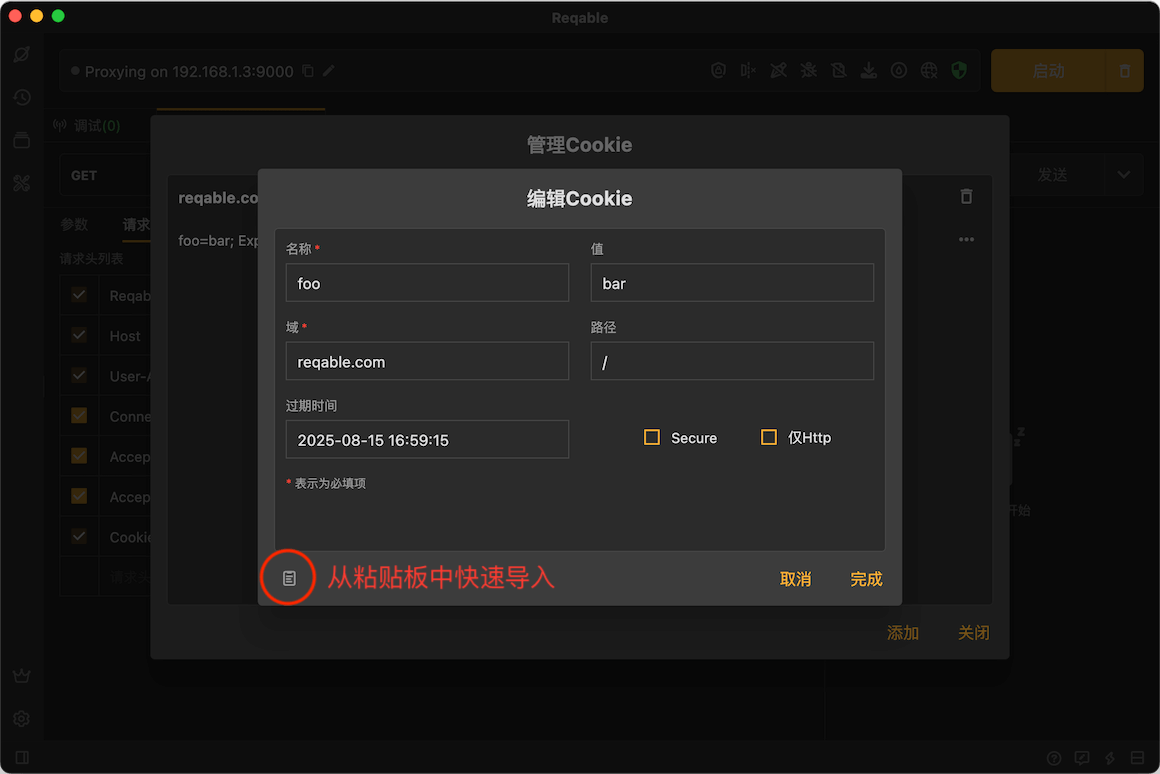 Reqable
Proxying on 192.168.1.3:9000
启动
调试(0)
管理Cookie
GET
发送
编辑Cookie
reqable.co
参数
请求
foo=bar; Exp
名称 *
值
请求头列表
foo
bar
Reqab
域 *
路径
Host
reqable.com
/
User-A
过期时间
Conne
2025-08-15 16:59:15
Secure
仅Http
Accep
* 表示为必填项
Accep
开始
Cookie
请求头
从粘贴板中快速导入
取消
完成
添加
关闭